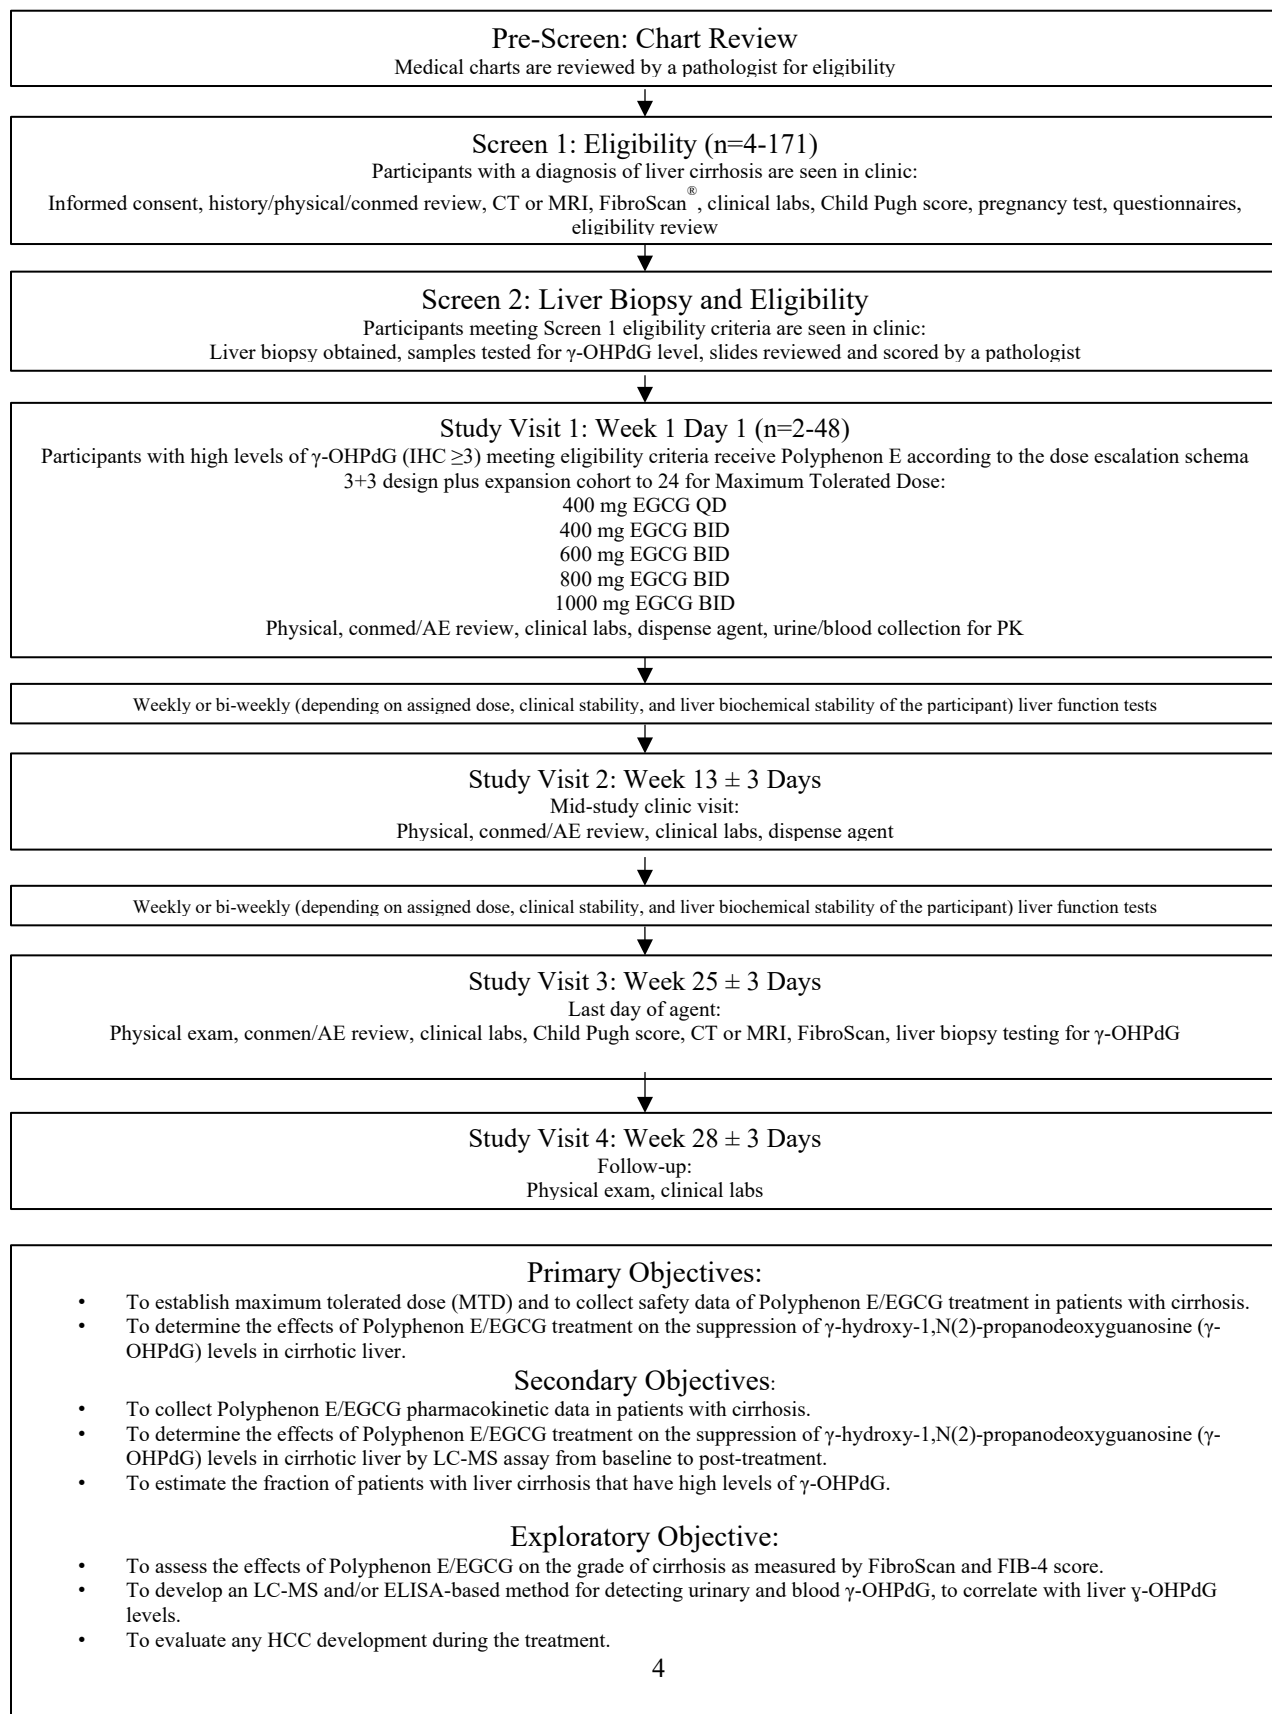 Pre-Screen: Chart Review
Medical charts are reviewed by a pathologist for eligibility
Screen 1: Eligibility (n=4-171)
Participants with a diagnosis of liver cirrhosis are seen in clinic:
Informed consent, history/physical/conmed review, CT or MRI, FibroScan®, clinical labs, Child Pugh score, pregnancy test, questionnaires,
eligibility review
Screen 2: Liver Biopsy and Eligibility
Participants meeting Screen 1 eligibility criteria are seen in clinic:
Liver biopsy obtained, samples tested for γ-OHPdG level, slides reviewed and scored by a pathologist
Study Visit 1: Week 1 Day 1 (n=2-48)
Participants with high levels of γ-OHPdG (IHC ≥3) meeting eligibility criteria receive Polyphenon E according to the dose escalation schema
3+3 design plus expansion cohort to 24 for Maximum Tolerated Dose:
400 mg EGCG QD
400 mg EGCG BID
600 mg EGCG BID
800 mg EGCG BID
1000 mg EGCG BID
Physical, conmed/AE review, clinical labs, dispense agent, urine/blood collection for PK
Weekly or bi-weekly (depending on assigned dose, clinical stability, and liver biochemical stability of the participant) liver function tests
Study Visit 2: Week 13 ± 3 Days
Mid-study clinic visit:
Physical, conmed/AE review, clinical labs, dispense agent
Weekly or bi-weekly (depending on assigned dose, clinical stability, and liver biochemical stability of the participant) liver function tests
Study Visit 3: Week 25 ± 3 Days
Last day of agent:
Physical exam, conmen/AE review, clinical labs, Child Pugh score, CT or MRI, FibroScan, liver biopsy testing for γ-OHPdG
Study Visit 4: Week 28 ± 3 Days
Follow-up:
Physical exam, clinical labs
Primary Objectives:
• To establish maximum tolerated dose (MTD) and to collect safety data of Polyphenon E/EGCG treatment in patients with cirrhosis.
• To determine the effects of Polyphenon E/EGCG treatment on the suppression of γ-hydroxy-1,N(2)-propanodeoxyguanosine (γ-
OHPdG) levels in cirrhotic liver.
Secondary Objectives:
• To collect Polyphenon E/EGCG pharmacokinetic data in patients with cirrhosis.
• To determine the effects of Polyphenon E/EGCG treatment on the suppression of γ-hydroxy-1,N(2)-propanodeoxyguanosine (γ-
OHPdG) levels in cirrhotic liver by LC-MS assay from baseline to post-treatment.
• To estimate the fraction of patients with liver cirrhosis that have high levels of γ-OHPdG.
Exploratory Objective:
• To assess the effects of Polyphenon E/EGCG on the grade of cirrhosis as measured by FibroScan and FIB-4 score.
• To develop an LC-MS and/or ELISA-based method for detecting urinary and blood γ-OHPdG, to correlate with liver ɣ-OHPdG
levels.
• To evaluate any HCC development during the treatment.
4